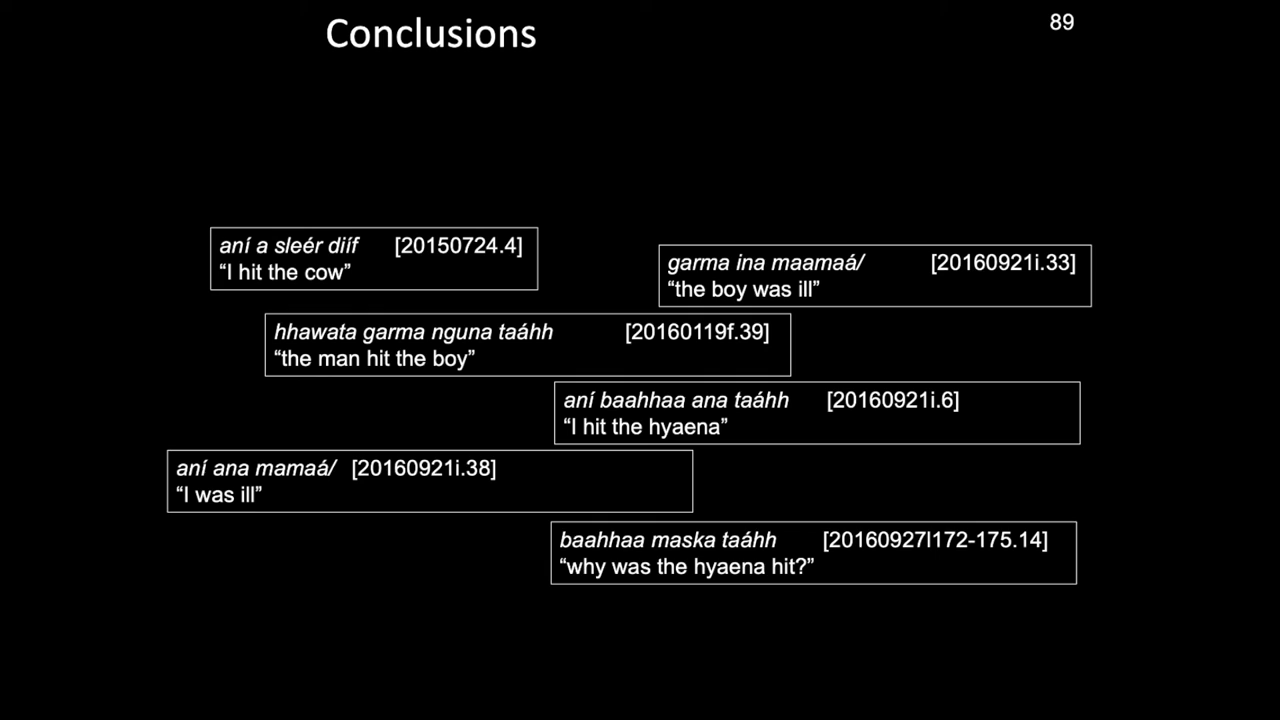 Conclusions
89
aní a sleér diíf [20150724.4]
“I hit the cow”
garma ina maamaá/ [20160921i.33]
“the boy was ill”
hhawata garma nguna taáhh [20160119f.39]
“the man hit the boy”
aní baahhaa ana taáhh [20160921i.6]
“I hit the hyaena”
aní ana mamaá/ [20160921i.38]
“I was ill”
baahhaa maska taáhh [20160927l172-175.14]
“why was the hyaena hit?”